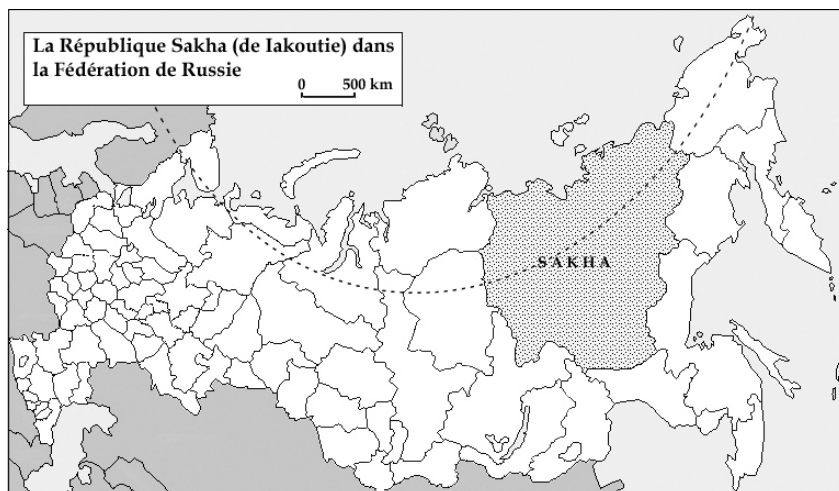 La République Sakha (de Iakoutie) dans
la Fédération de Russie
0 500 km
SAKHA